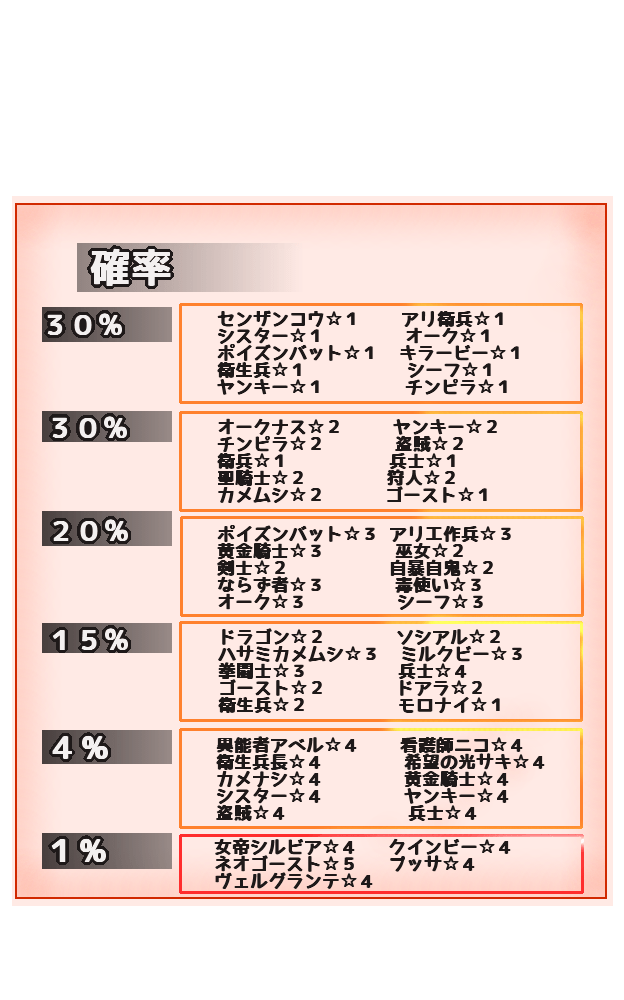 確率
３０％
センザンコウ☆１　アリ衛兵☆１
シスター☆１　オーク☆１
ポイズンバット☆１　キラービー☆１
衛生兵☆１　シーフ☆１
ヤンキー☆１　チンピラ☆１
３０％
オークナス☆２　ヤンキー☆２
チンピラ☆２　盗賊☆２
衛兵☆１　兵士☆１
聖騎士☆２　狩人☆２
カメムシ☆２　ゴースト☆１
２０％
ポイズンバット☆３　アリ工作兵☆３
黄金騎士☆３　巫女☆２
剣士☆２　自暴自鬼☆２
ならず者☆３　毒使い☆３
オーク☆３　シーフ☆３
１５％
ドラゴン☆２　ソシアル☆２
ハサミカメムシ☆３　ミルクビー☆３
拳闘士☆３　兵士☆４
ゴースト☆２　ドアラ☆２
衛生兵☆２　モロナイ☆１
４％
異能者アベル☆４　看護師ニコ☆４
衛生兵長☆４　希望の光サキ☆４
カメナシ☆４　黄金騎士☆４
シスター☆４　ヤンキー☆４
盗賊☆４　兵士☆４
１％
女帝シルビア☆４　クインビー☆４
ネオゴースト☆５　プッサ☆４
ヴェルグランテ☆４